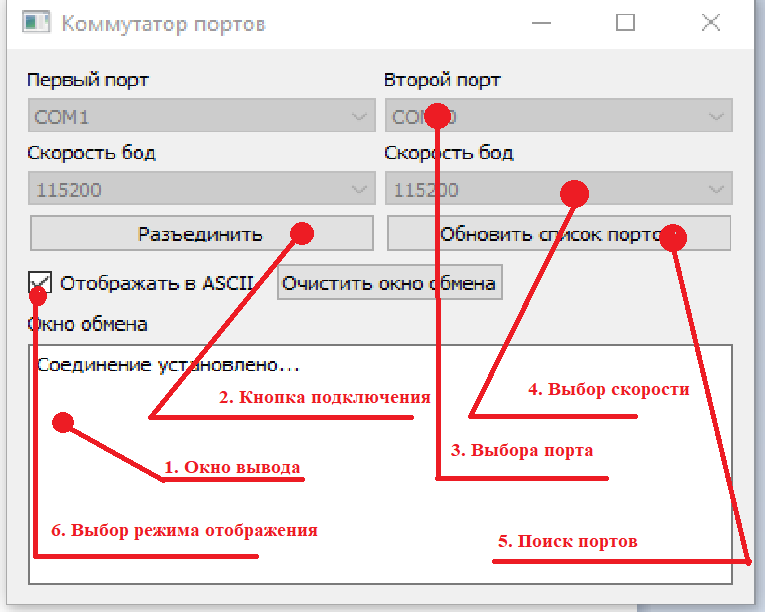 Коммутатор портов
Первый порт
Второй порт
COM1
Скорость бод
Скорость бод
115200
115200
Разъединить
Обновить список портов
Отображать в ASCII
Очистить окно обмена
Окно обмена
Соединение установлено...
4. Выбор скорости
2. Кнопка подключения
3. Выбора порта
1. Окно вывода
6. Выбор режима отображения
5. Поиск портов